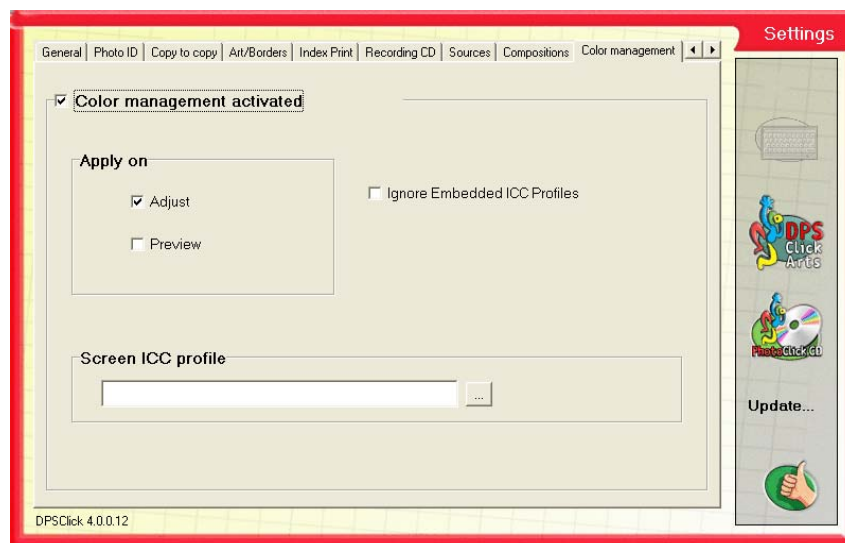 Settings
General Photo ID Copy to copy Art/Borders Index Print Recording CD Sources Compositions Color management
Color management activated
Apply on
Adjust
Ignore Embedded ICC Profiles
Preview
DPS
Click
Arts
Screen ICC profile
...
PhotoClick.CD
Update...
DPSClick 4.0.0.12